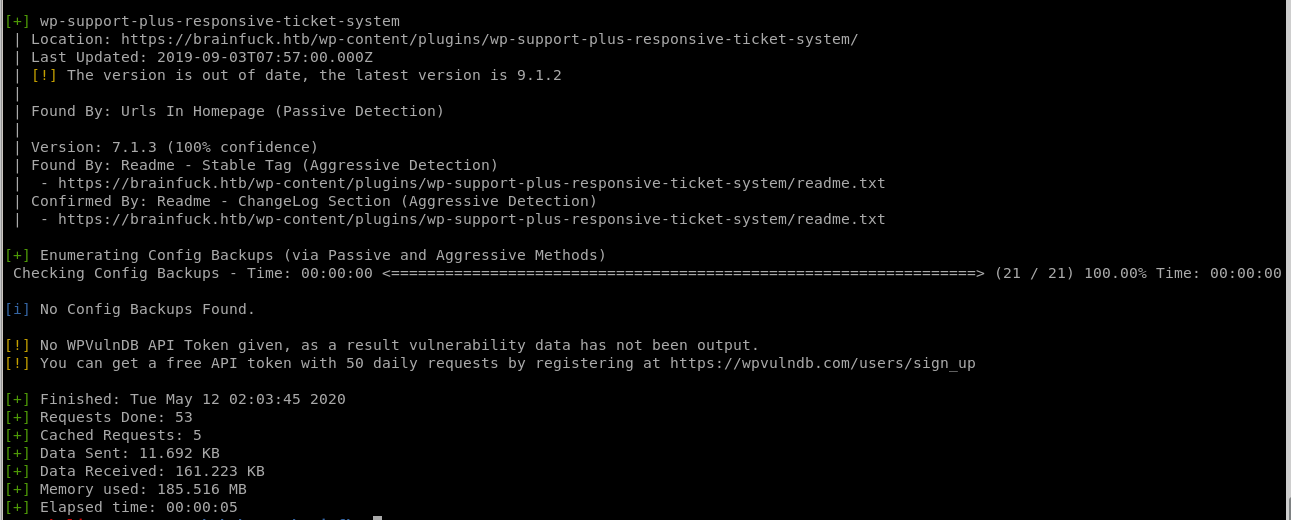 [+] wp-support-plus-responsive-ticket-system
| Location: https://brainfuck.htb/wp-content/plugins/wp-support-plus-responsive-ticket-system/
| Last Updated: 2019-09-03T07:57:00.000Z
| [!] The version is out of date, the latest version is 9.1.2
|
| Found By: Urls In Homepage (Passive Detection)
|
| Version: 7.1.3 (100% confidence)
| Found By: Readme - Stable Tag (Aggressive Detection)
|  - https://brainfuck.htb/wp-content/plugins/wp-support-plus-responsive-ticket-system/readme.txt
| Confirmed By: Readme - ChangeLog Section (Aggressive Detection)
|  - https://brainfuck.htb/wp-content/plugins/wp-support-plus-responsive-ticket-system/readme.txt
[+] Enumerating Config Backups (via Passive and Aggressive Methods)
Checking Config Backups - Time: 00:00:00 <=================================================================> (21 / 21) 100.00% Time: 00:00:00
[i] No Config Backups Found.
[!] No WPVulnDB API Token given, as a result vulnerability data has not been output.
[!] You can get a free API token with 50 daily requests by registering at https://wpvulndb.com/users/sign_up
[+] Finished: Tue May 12 02:03:45 2020
[+] Requests Done: 53
[+] Cached Requests: 5
[+] Data Sent: 11.692 KB
[+] Data Received: 161.223 KB
[+] Memory used: 185.516 MB
[+] Elapsed time: 00:00:05